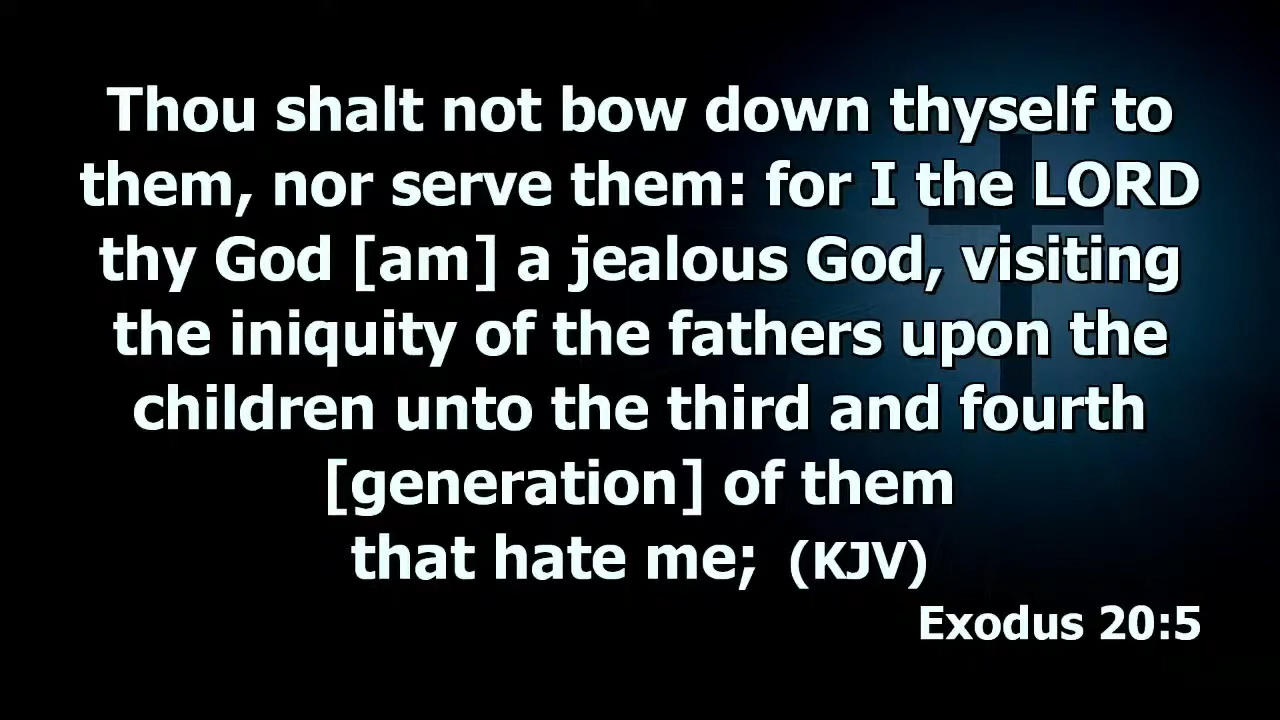 Thou shalt not bow down thyself to
them, nor serve them: for I the LORD
thy God [am] a jealous God, visiting
the iniquity of the fathers upon the
children unto the third and fourth
[generation] of them
that hate me; (KJV)
Exodus 20:5